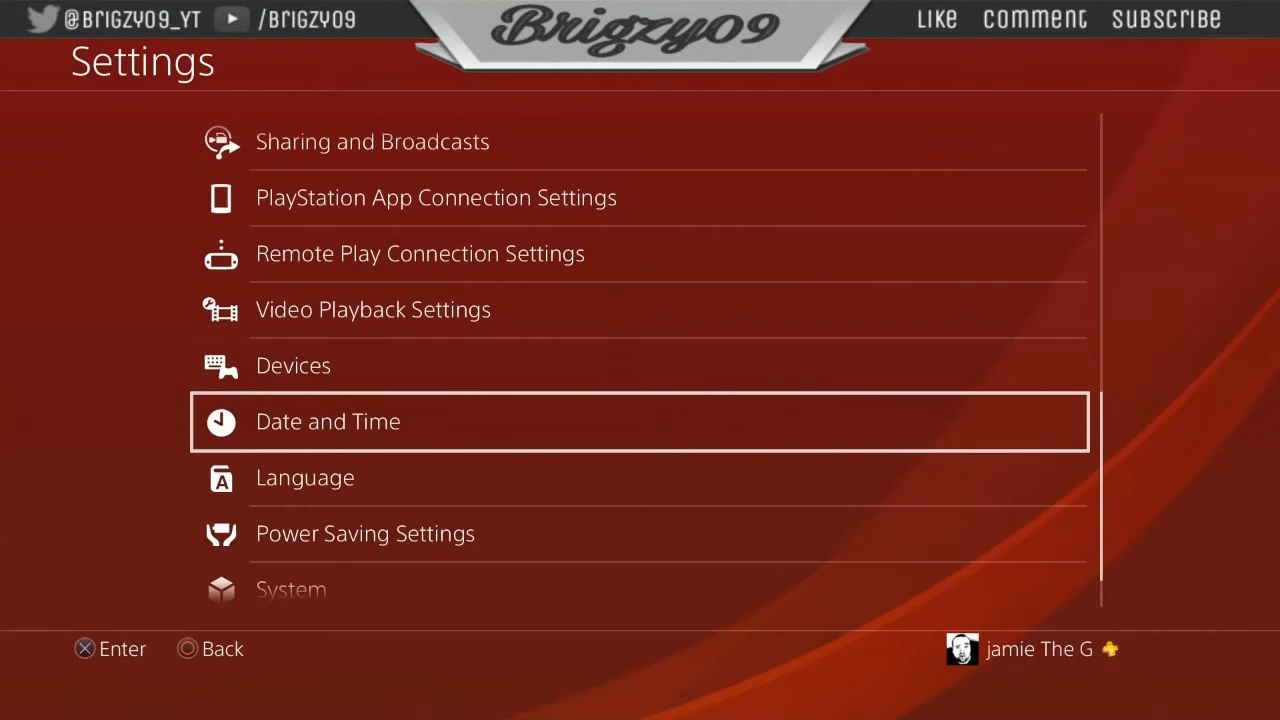 @BRIGZY09_YT /BRIGZY09 Brigzy09 LIKE COMMENT SUBSCRIBE
Settings
Sharing and Broadcasts
PlayStation App Connection Settings
Remote Play Connection Settings
Video Playback Settings
Devices
Date and Time
A Language
Power Saving Settings
System
Enter Back jamie The G